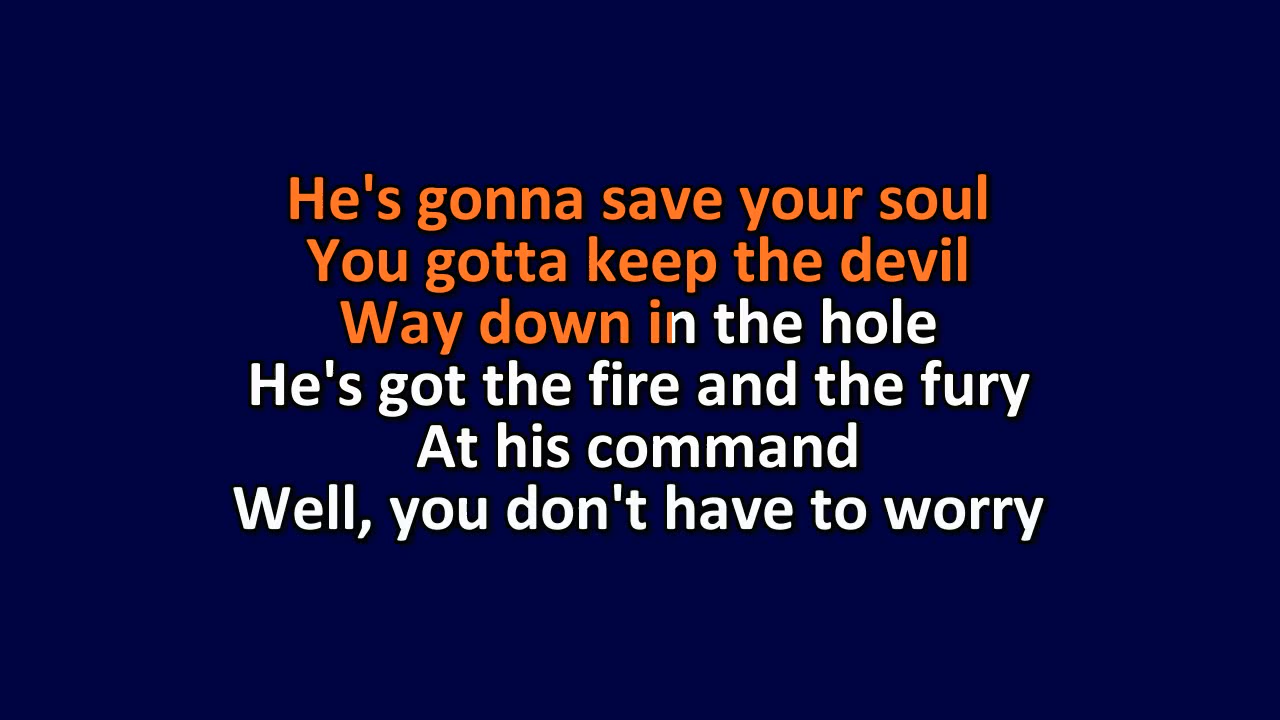 He's gonna save your soul
You gotta keep the devil
Way down in the hole
He's got the fire and the fury
At his command
Well, you don't have to worry